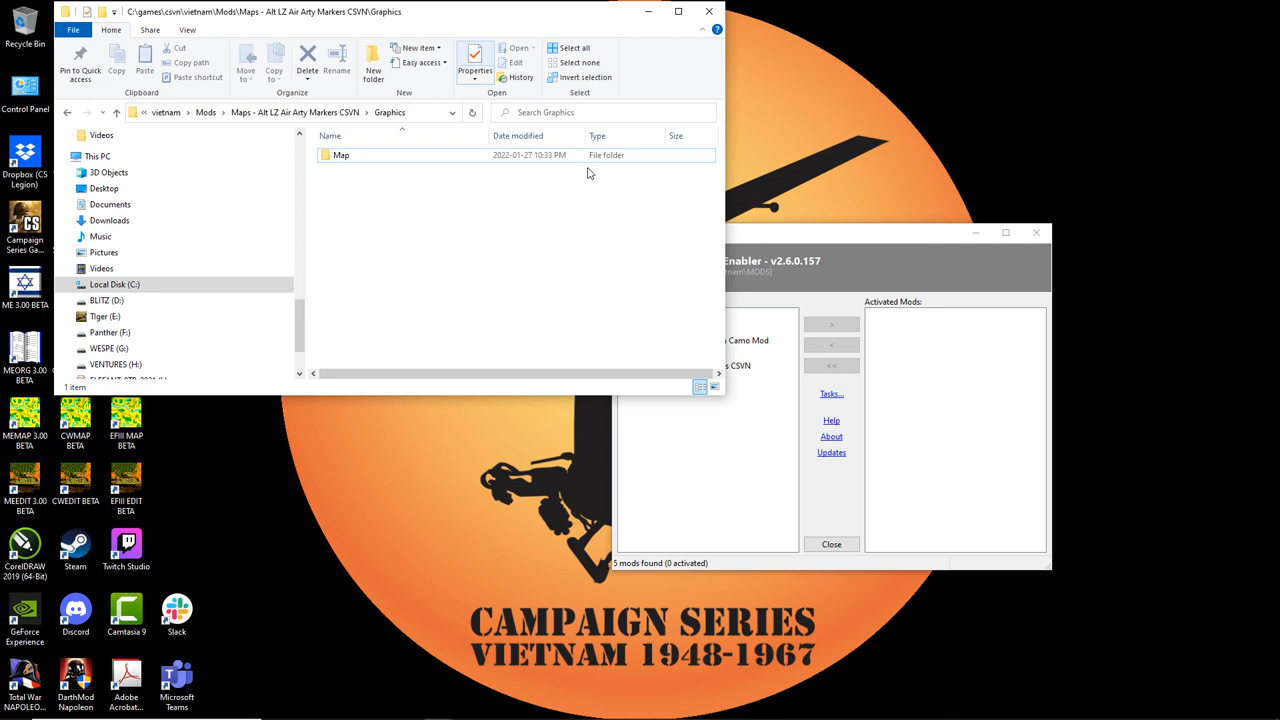 Recycle Bin
Control Panel
Dropbox (CS
Legion)
Campaign
Series Ga...
ME 3.00 BETA
MEORG 3.00
BETA
MEMAP 3.00
BETA
CWMAP
BETA
EFIII MAP
BETA
MEEDIT 3.00
BETA
CWEDIT BETA
EFIII EDIT
BETA
CorelDRAW
2019 (64-Bit)
Steam
Twitch Studio
GeForce
Experience
Discord
Camtasia 9
Slack
Total War
NAPOLEO...
DarthMod
Napoleon
Adobe
Acrobat...
Microsoft
Teams
C:\games\csvn\vietnam\Mods\Maps - Alt LZ Air Arty Markers CSVN\Graphics
File
Home
Share
View
Pin to Quick
access
Copy
Paste
Cut
Copy path
Paste shortcut
Clipboard
Move
to
Copy
to
Delete
Rename
Organize
New
folder
New item
Easy access
New
Properties
Open
Edit
History
Open
Select all
Select none
Invert selection
Select
« vietnam > Mods > Maps - Alt LZ Air Arty Markers CSVN > Graphics
Search Graphics
Name
Date modified
Type
Size
Map
2022-01-27 10:33 PM
File folder
Videos
This PC
3D Objects
Desktop
Documents
Downloads
Music
Pictures
Videos
Local Disk (C:)
BLITZ (D:)
Tiger (E:)
Panther (F:)
WESPE (G:)
VENTURES (H:)
1 item
Enabler - v2.6.0.157
nam\MODS]
Activated Mods:
Camo Mod
s CSVN
>
<
<<
Tasks...
Help
About
Updates
Close
5 mods found (0 activated)
CAMPAIGN SERIES
VIETNAM 1948-1967